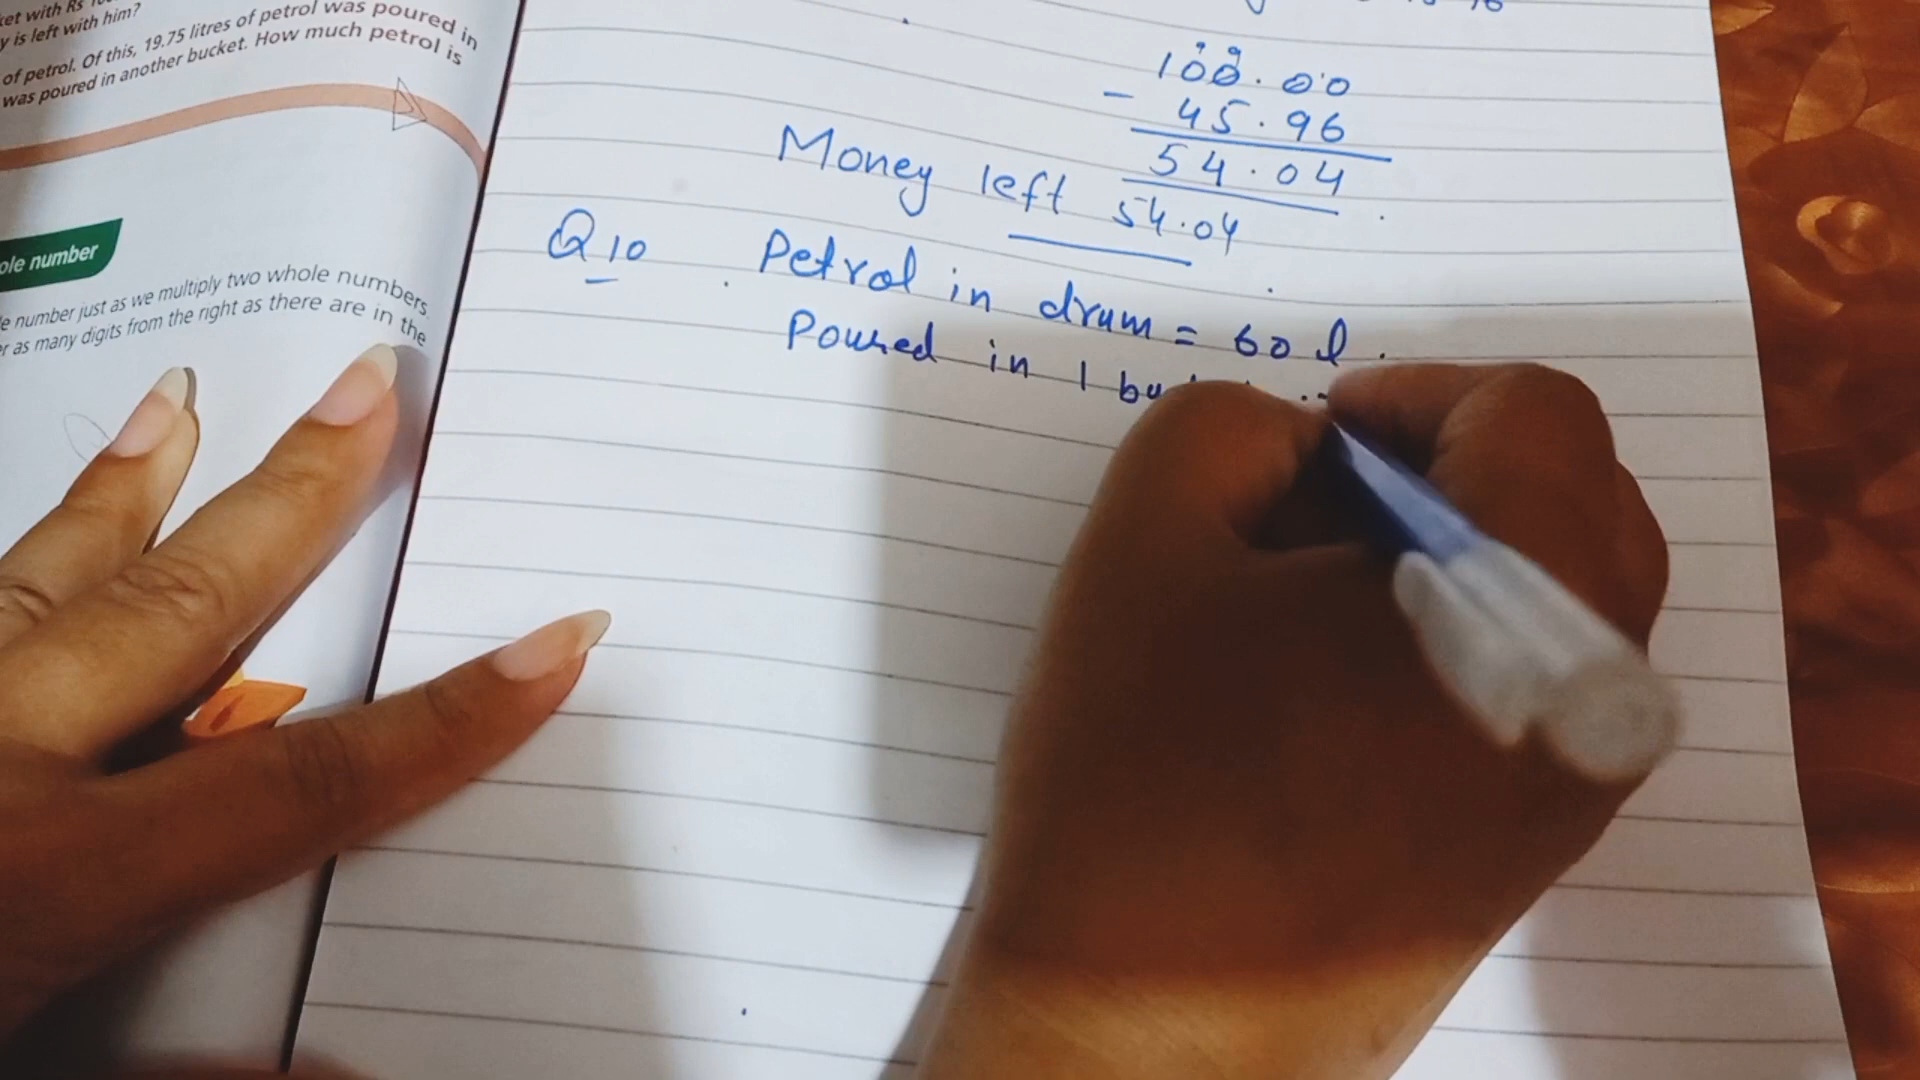 ket with Rs
y is left with him?
of petrol. Of this, 19.75 litres of petrol was poured in
was poured in another bucket. How much petrol is
ole number
e number just as we multiply two whole numbers.
r as many digits from the right as there are in the
100.00
- 45.96
54.04
Money left 54.04
Q10 Petrol in drum = 60 l.
Poured in 1 bu